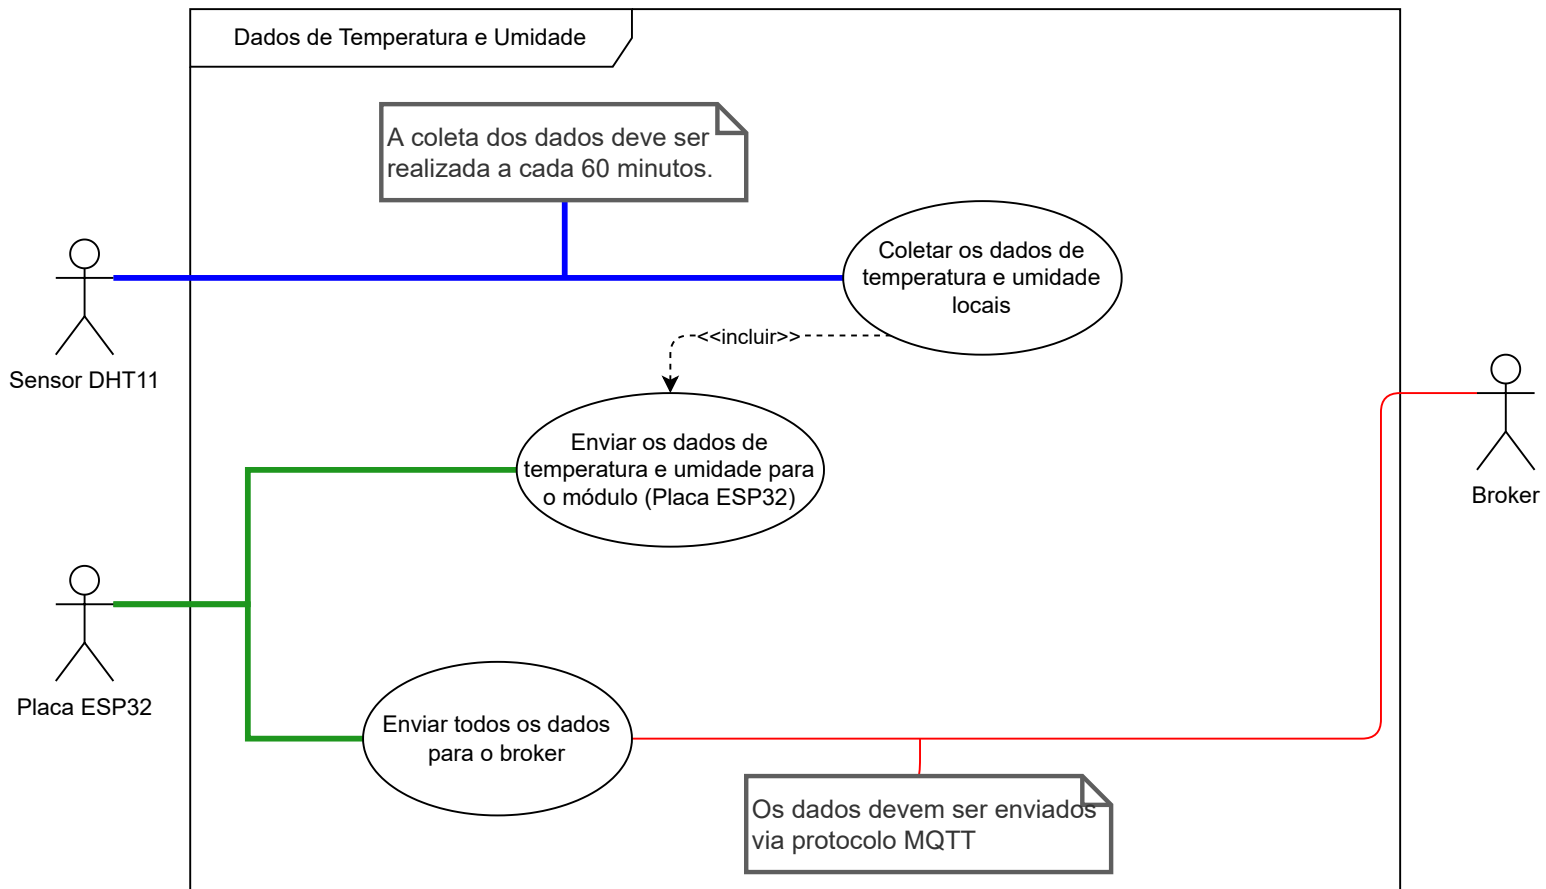 Dados de Temperatura e Umidade
A coleta dos dados deve ser
realizada a cada 60 minutos.
Coletar os dados de
temperatura e umidade
locais
<<incluir>>
Sensor DHT11
Enviar os dados de
temperatura e umidade para
o módulo (Placa ESP32)
Broker
Placa ESP32
Enviar todos os dados
para o broker
Os dados devem ser enviados
via protocolo MQTT